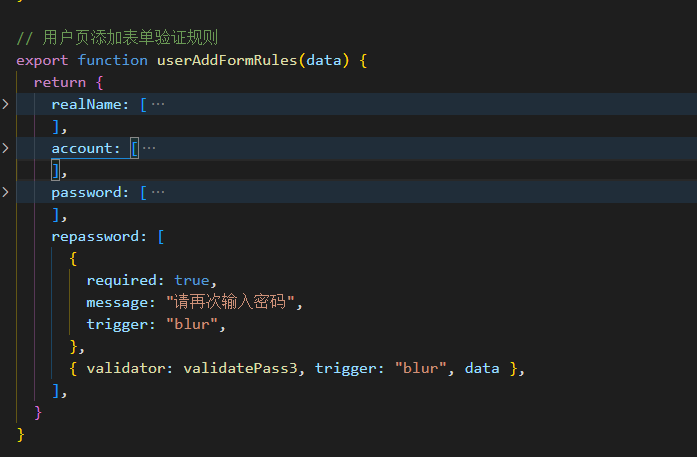 // 用户页添加表单验证规则
export function userAddFormRules(data) {
return {
realName: [ ···
],
account: [ ···
],
password: [ ···
],
repassword: [
{
required: true,
message: "请再次输入密码",
trigger: "blur",
},
{ validator: validatePass3, trigger: "blur", data },
],
}
}